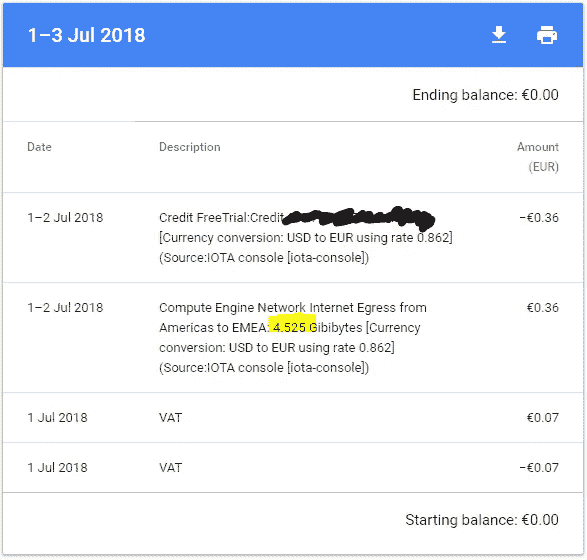 1–3 Jul 2018
Ending balance: €0.00
Date Description Amount
(EUR)
1–2 Jul 2018 Credit FreeTrial:Credit −€0.36
[Currency conversion: USD to EUR using rate 0.862]
(Source:IOTA console [iota-console])
1–2 Jul 2018 Compute Engine Network Internet Egress from €0.36
Americas to EMEA: 4.525 Gibibytes [Currency
conversion: USD to EUR using rate 0.862]
(Source:IOTA console [iota-console])
1 Jul 2018 VAT €0.07
1 Jul 2018 VAT −€0.07
Starting balance: €0.00